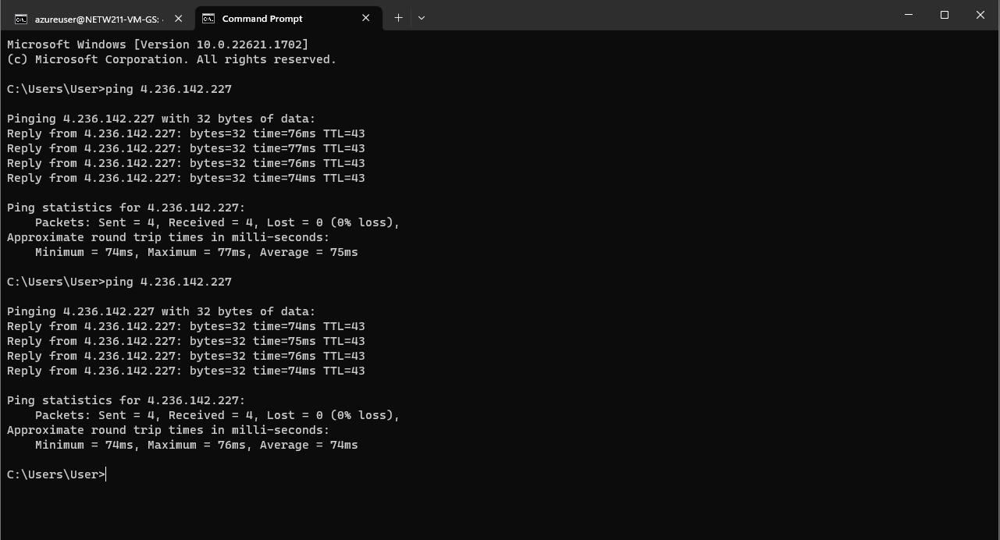 azureuser@NETW211-VM-GS:
Command Prompt
Microsoft Windows [Version 10.0.22621.1702]
(c) Microsoft Corporation. All rights reserved.
C:\Users\User>ping 4.236.142.227
Pinging 4.236.142.227 with 32 bytes of data:
Reply from 4.236.142.227: bytes=32 time=76ms TTL=43
Reply from 4.236.142.227: bytes=32 time=77ms TTL=43
Reply from 4.236.142.227: bytes=32 time=76ms TTL=43
Reply from 4.236.142.227: bytes=32 time=74ms TTL=43
Ping statistics for 4.236.142.227:
    Packets: Sent = 4, Received = 4, Lost = 0 (0% loss),
Approximate round trip times in milli-seconds:
    Minimum = 74ms, Maximum = 77ms, Average = 75ms
C:\Users\User>ping 4.236.142.227
Pinging 4.236.142.227 with 32 bytes of data:
Reply from 4.236.142.227: bytes=32 time=74ms TTL=43
Reply from 4.236.142.227: bytes=32 time=75ms TTL=43
Reply from 4.236.142.227: bytes=32 time=76ms TTL=43
Reply from 4.236.142.227: bytes=32 time=74ms TTL=43
Ping statistics for 4.236.142.227:
    Packets: Sent = 4, Received = 4, Lost = 0 (0% loss),
Approximate round trip times in milli-seconds:
    Minimum = 74ms, Maximum = 76ms, Average = 74ms
C:\Users\User>